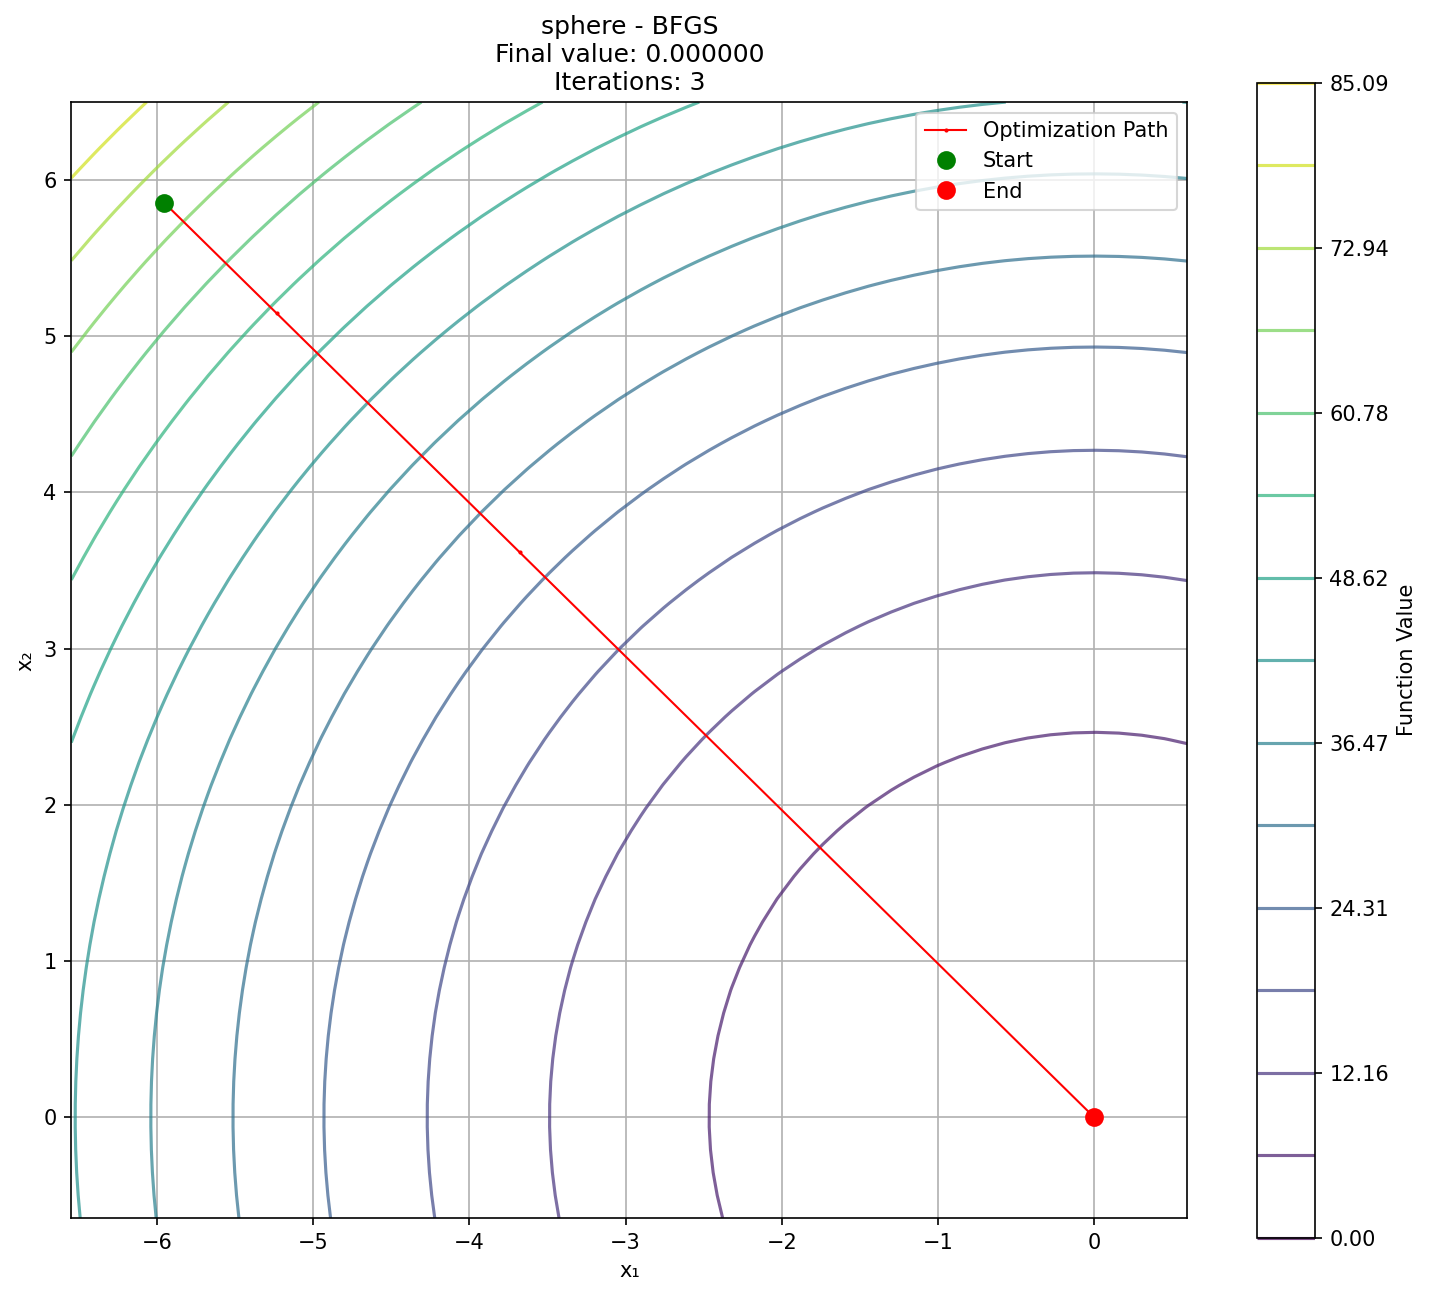 sphere - BFGS
Final value: 0.000000
Iterations: 3
Optimization Path
Start
End
6
5
4
3
2
1
0
x₂
−6
−5
−4
−3
−2
−1
0
x₁
85.09
72.94
60.78
48.62
36.47
24.31
12.16
0.00
Function Value